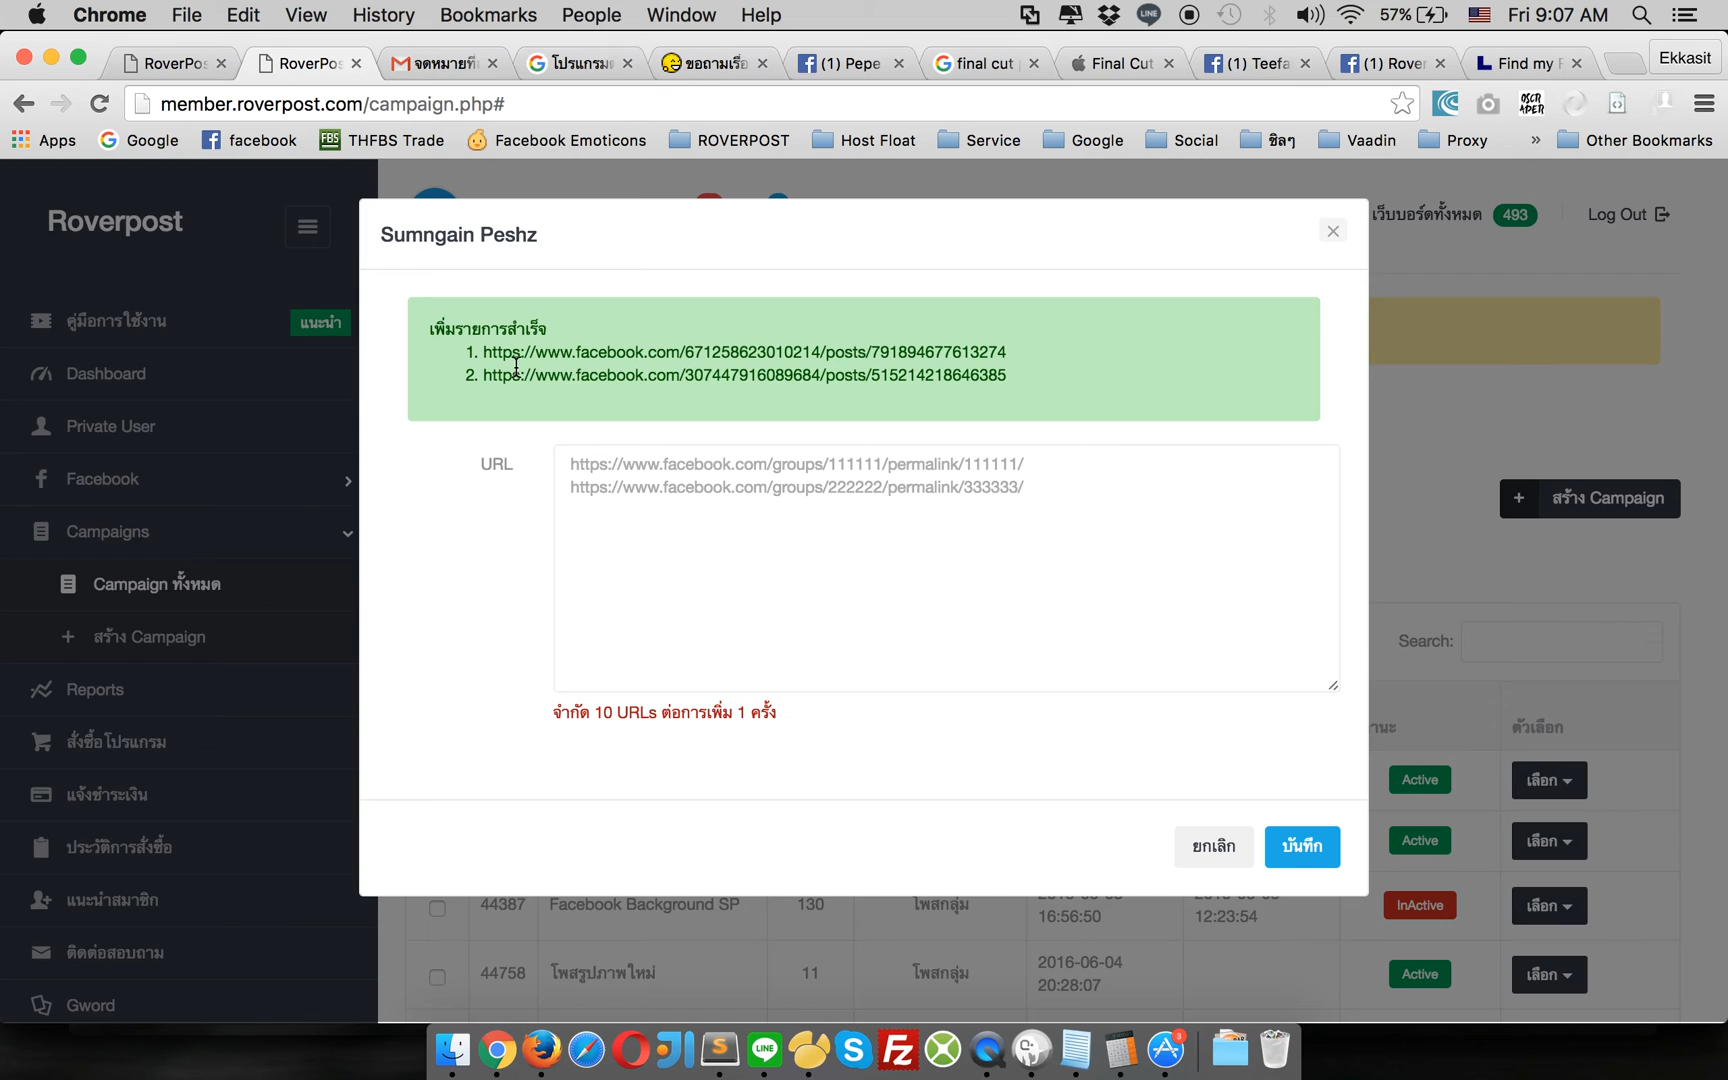 Chrome File Edit View History Bookmarks People Window Help 57% Fri 9:07 AM
RoverPos RoverPos จดหมายที่ โปรแกรม ขอถามเรื่อ (1) Pepe final cut Final Cut (1) Teefa (1) Rover Find my F Ekkasit
member.roverpost.com/campaign.php#
Apps Google facebook FBS THFBS Trade Facebook Emoticons ROVERPOST Host Float Service Google Social ชิลๆ Vaadin Proxy » Other Bookmarks
Roverpost
เว็บบอร์ดทั้งหมด 493 Log Out
Sumngain Peshz
คู่มือการใช้งาน แนะนำ
เพิ่มรายการสำเร็จ
1. https://www.facebook.com/671258623010214/posts/791894677613274
Dashboard
2. https://www.facebook.com/307447916089684/posts/515214218646385
Private User
URL
https://www.facebook.com/groups/111111/permalink/111111/
https://www.facebook.com/groups/222222/permalink/333333/
Facebook
+ สร้าง Campaign
Campaigns
Campaign ทั้งหมด
+ สร้าง Campaign
Search:
Reports
จำกัด 10 URLs ต่อการเพิ่ม 1 ครั้ง
านะ ตัวเลือก
สั่งซื้อโปรแกรม
Active เลือก
แจ้งชำระเงิน
ยกเลิก บันทึก
Active เลือก
ประวัติการสั่งซื้อ
แนะนำสมาชิก
44387 Facebook Background SP 130 โพสกลุ่ม
16:56:50 12:23:54
InActive เลือก
ติดต่อสอบถาม
44758 โพสรูปภาพใหม่ 11 โพสกลุ่ม 2016-06-04
20:28:07
Active เลือก
Gword
LINE
3